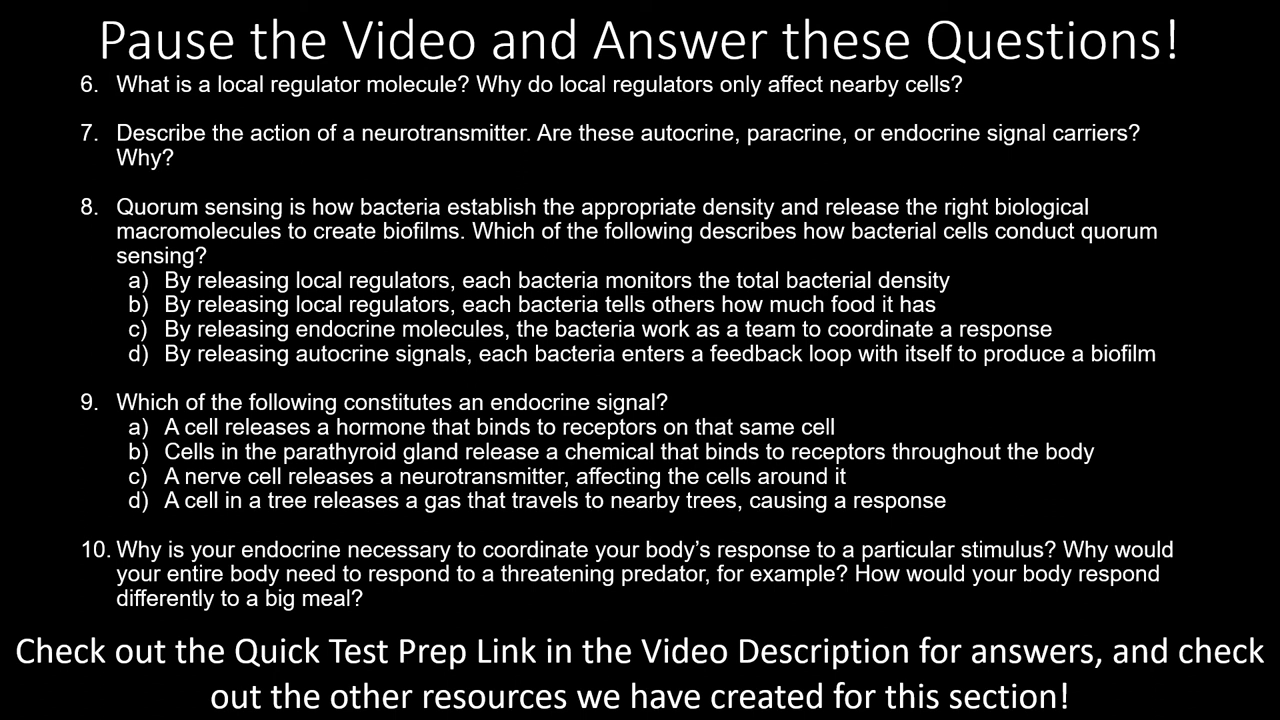 Pause the Video and Answer these Questions!
6. What is a local regulator molecule? Why do local regulators only affect nearby cells?
7. Describe the action of a neurotransmitter. Are these autocrine, paracrine, or endocrine signal carriers?
Why?
8. Quorum sensing is how bacteria establish the appropriate density and release the right biological
macromolecules to create biofilms. Which of the following describes how bacterial cells conduct quorum
sensing?
a) By releasing local regulators, each bacteria monitors the total bacterial density
b) By releasing local regulators, each bacteria tells others how much food it has
c) By releasing endocrine molecules, the bacteria work as a team to coordinate a response
d) By releasing autocrine signals, each bacteria enters a feedback loop with itself to produce a biofilm
9. Which of the following constitutes an endocrine signal?
a) A cell releases a hormone that binds to receptors on that same cell
b) Cells in the parathyroid gland release a chemical that binds to receptors throughout the body
c) A nerve cell releases a neurotransmitter, affecting the cells around it
d) A cell in a tree releases a gas that travels to nearby trees, causing a response
10. Why is your endocrine necessary to coordinate your body's response to a particular stimulus? Why would
your entire body need to respond to a threatening predator, for example? How would your body respond
differently to a big meal?
Check out the Quick Test Prep Link in the Video Description for answers, and check
out the other resources we have created for this section!